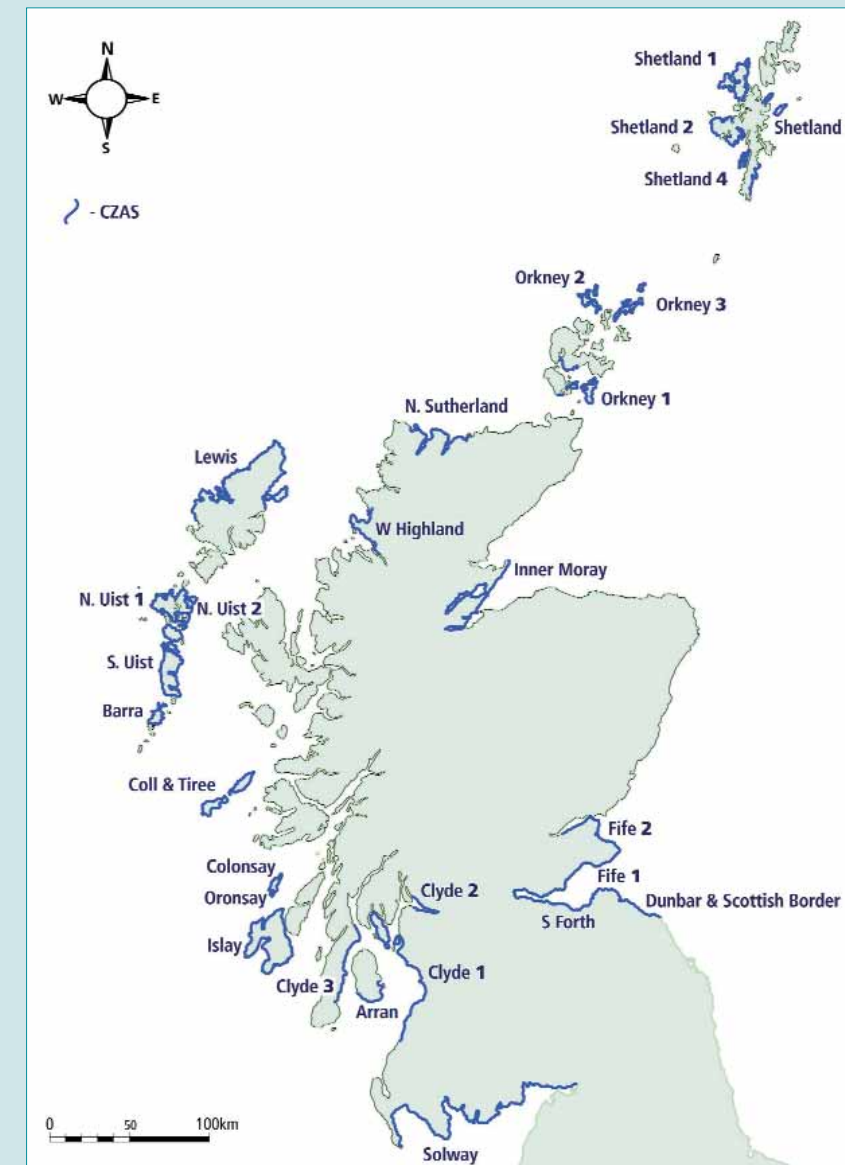 N
W E
S
- CZAS
Shetland 1
Shetland 2
Shetland
Shetland 4
Orkney 2
Orkney 3
Orkney 1
N. Sutherland
Lewis
W Highland
Inner Moray
N. Uist 1
N. Uist 2
S. Uist
Barra
Coll & Tiree
Fife 2
Colonsay
Oronsay
Fife 1
Clyde 2
Dunbar & Scottish Border
S Forth
Islay
Clyde 3
Clyde 1
Arran
0 50 100km
Solway